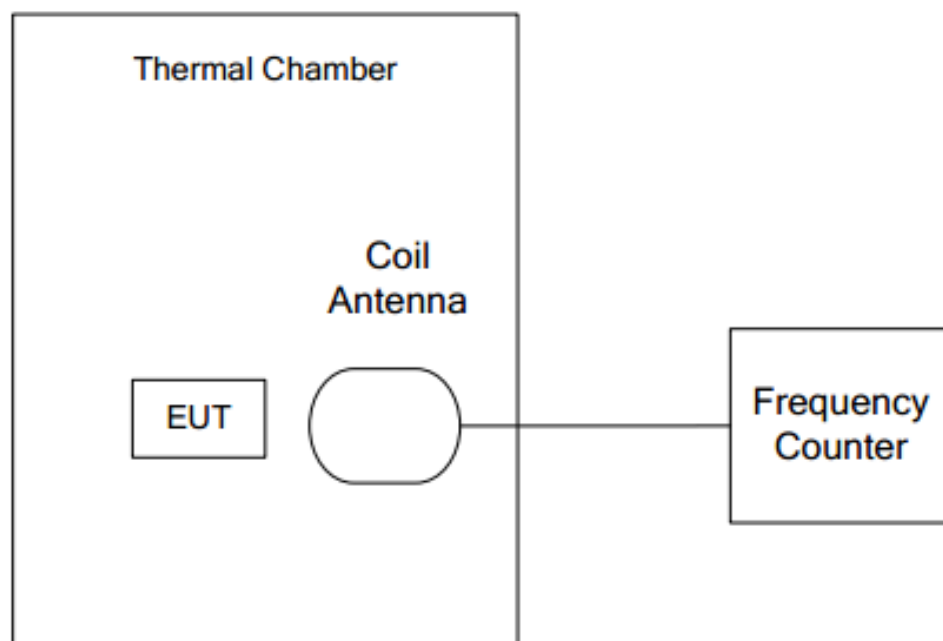 Thermal Chamber
Coil
Antenna
EUT
Frequency
Counter